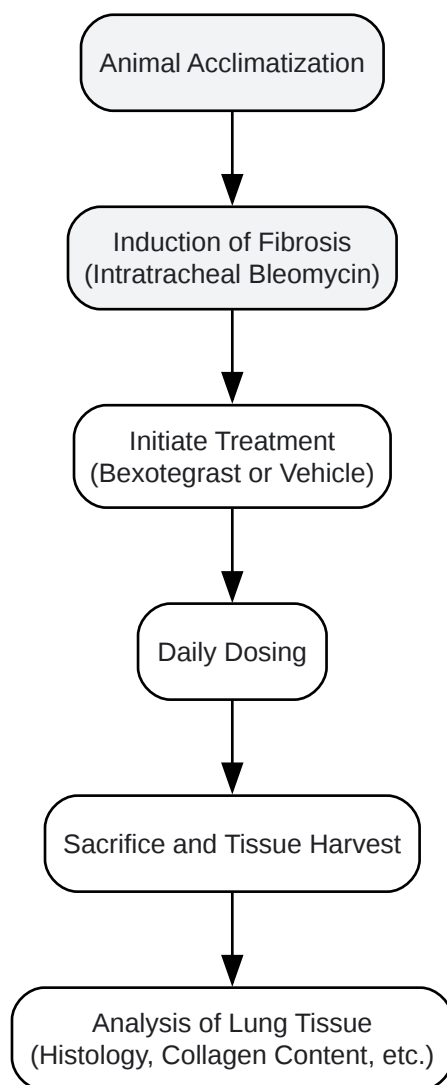 Animal Acclimatization
Induction of Fibrosis
(Intratracheal Bleomycin)
Initiate Treatment
(Bexotegrast or Vehicle)
Daily Dosing
Sacrifice and Tissue Harvest
Analysis of Lung Tissue
(Histology, Collagen Content, etc.)